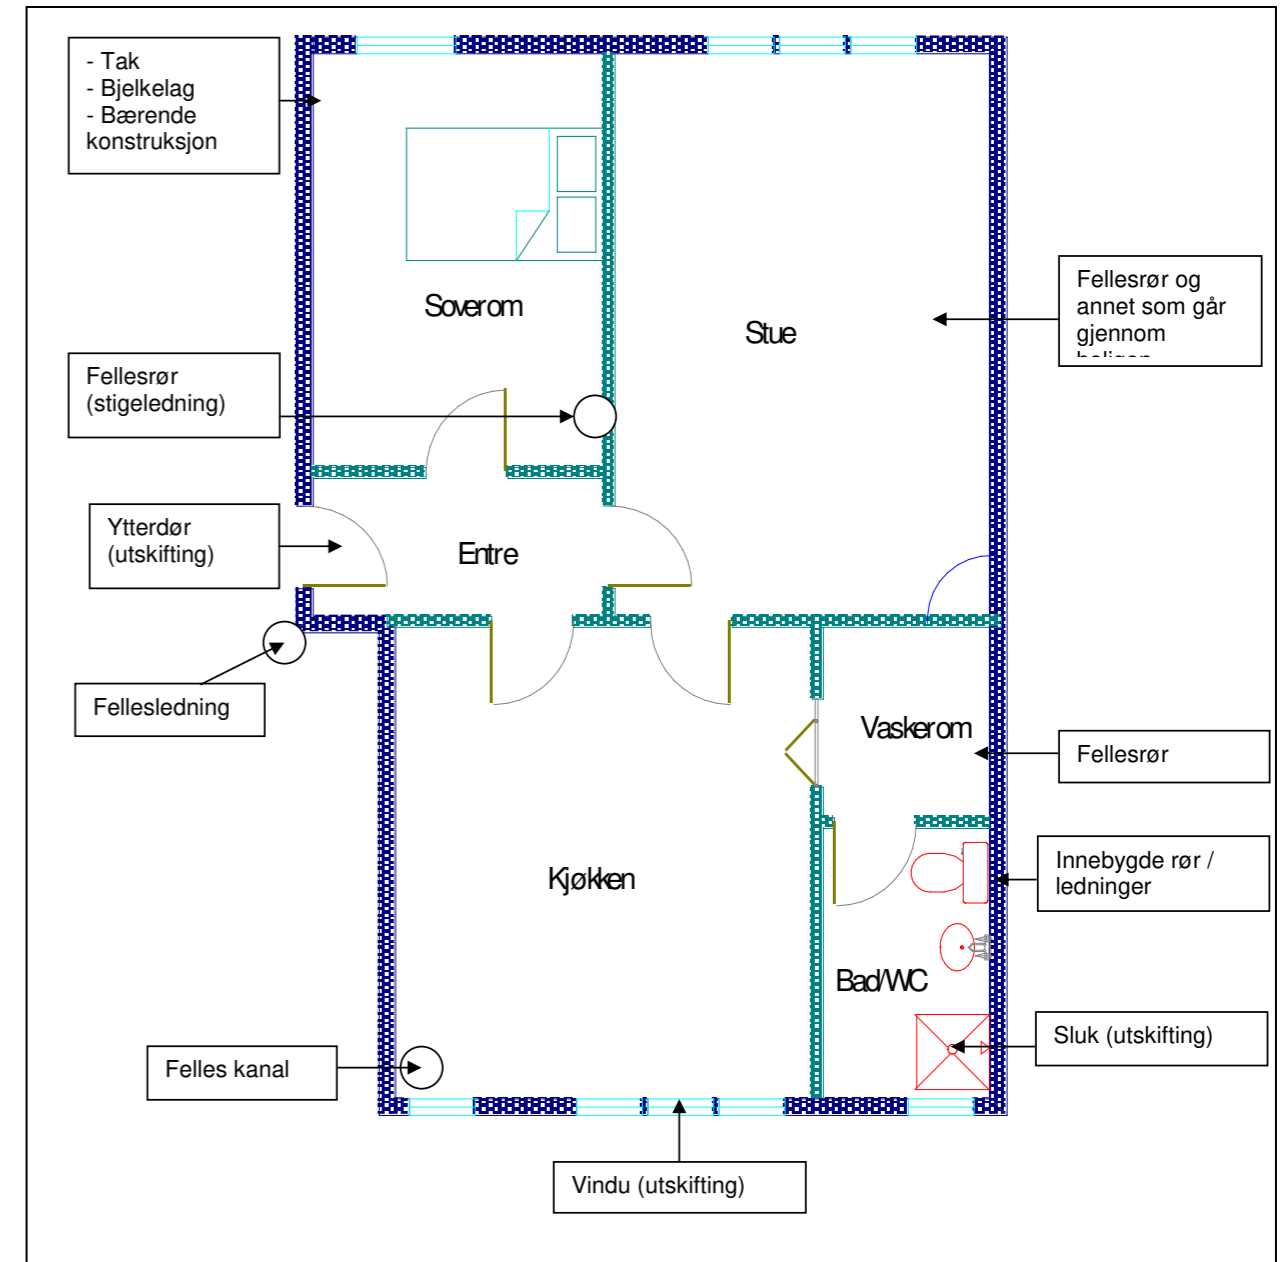 - Tak
- Bjelkelag
- Bærende
konstruksjon
Soverom
Stue
Fellesrør og
annet som går
gjennom
Fellesrør
(stigeledning)
Ytterdør
(utskifting)
Entre
Fellesledning
Vaskerom
Fellesrør
Kjøkken
Innebygde rør /
ledninger
Bad/WC
Sluk (utskifting)
Felles kanal
Vindu (utskifting)